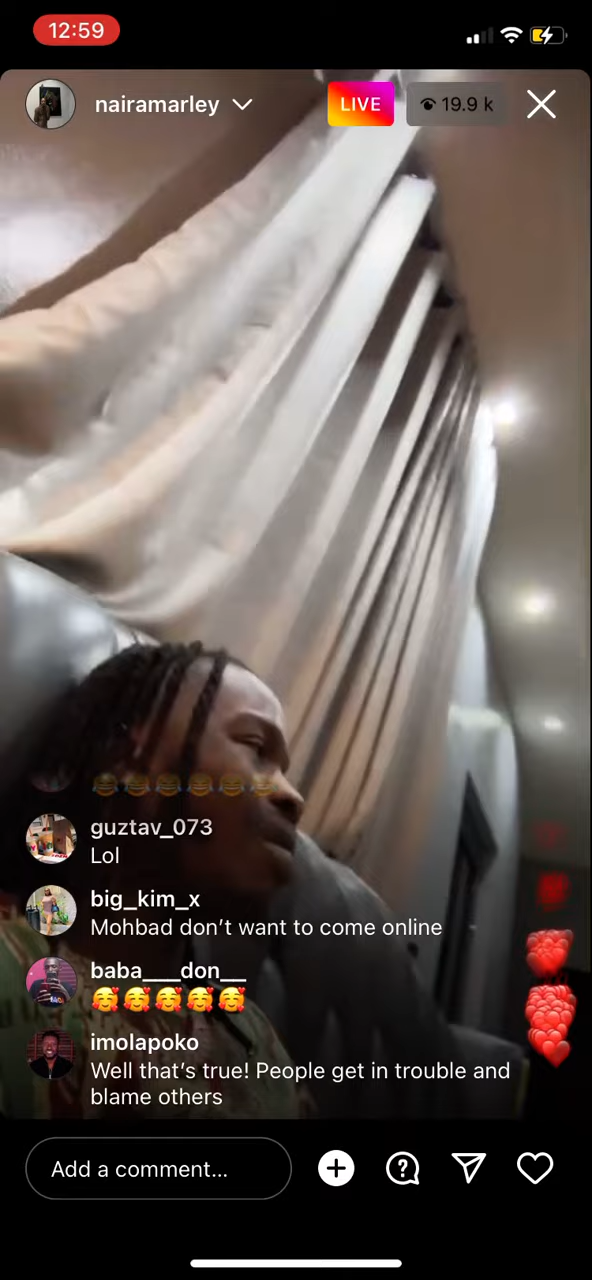 12:59
nairamarley
LIVE
19.9 k
😂😂😂😂😂😂
guztav_073
Lol
big_kim_x
Mohbad don’t want to come online
baba___don__
🥰🥰🥰🥰🥰
imolapoko
Well that’s true! People get in trouble and
blame others
Add a comment...